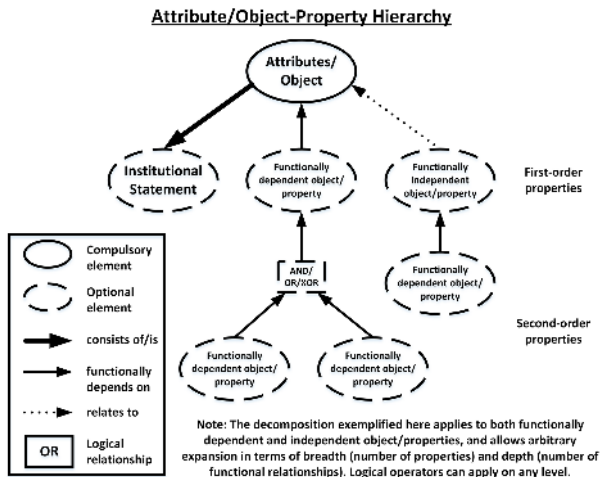 Attribute/Object-Property Hierarchy
Attributes/
Object
Institutional
Statement
Functionally
dependent object/
property
Functionally
independent
object/property
First-order
properties
AND/
OR/XOR
Functionally
dependent object/
property
Second-order
properties
Functionally
dependent object/
property
Functionally
dependent object/
property
Compulsory
element
Optional
element
consists of/is
functionally
depends on
relates to
OR
Logical
relationship
Note: The decomposition exemplified here applies to both functionally
dependent and independent object/properties, and allows arbitrary
expansion in terms of breadth (number of properties) and depth (number of
functional relationships). Logical operators can apply on any level.